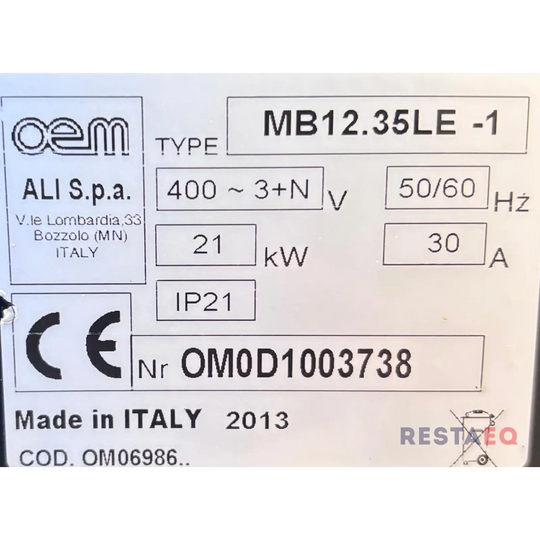 oem
TYPE MB12.35LE -1
ALI S.p.a.
V.le Lombardia,33
Bozzolo (MN)
ITALY
400 ~ 3+N V
50/60 Hż
21 kW
30 A
IP21
CE
Nr OM0D1003738
Made in ITALY 2013
COD. OM06986..
RESTAEQ